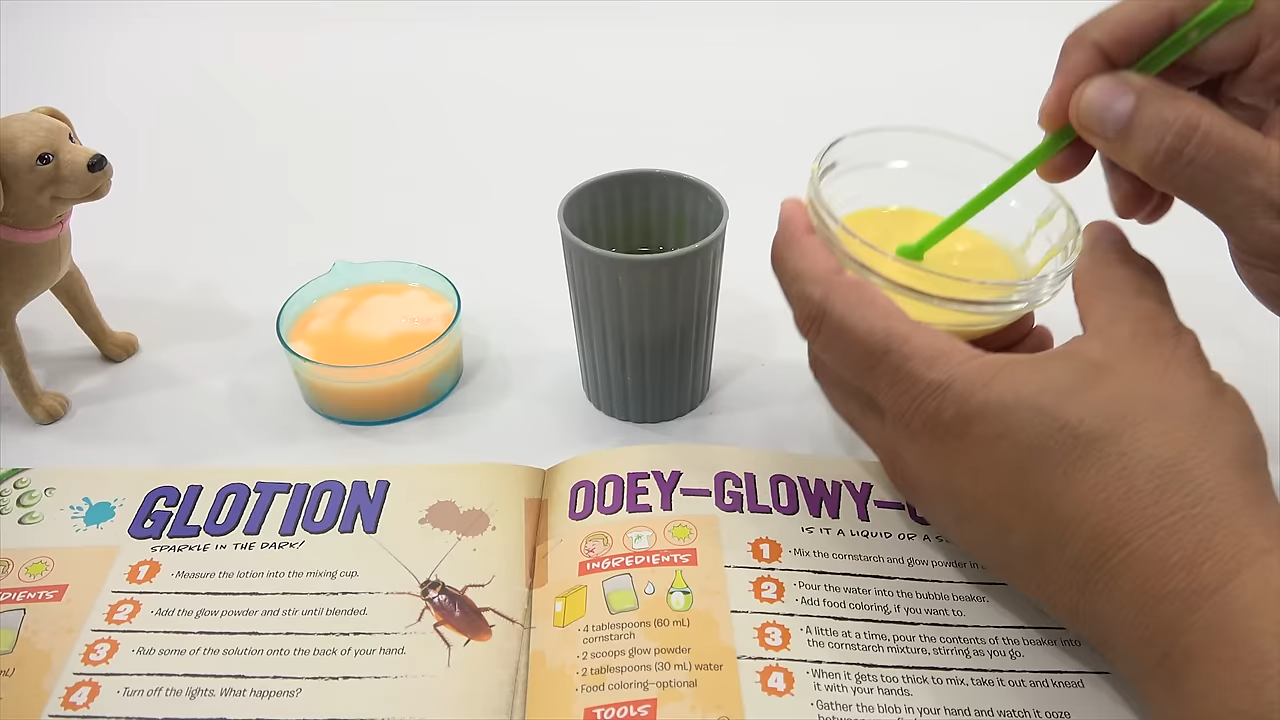 GLOTION
SPARKLE IN THE DARK!
1 • Measure the lotion into the mixing cup.
2 • Add the glow powder and stir until blended.
3 • Rub some of the solution onto the back of your hand.
4 • Turn off the lights. What happens?
OOEY-GLOWY-
IS IT A LIQUID OR A
INGREDIENTS
• 4 tablespoons (60 mL)
cornstarch
• 2 scoops glow powder
• 2 tablespoons (30 mL) water
• Food coloring—optional
TOOLS
1 • Mix the cornstarch and glow powder in
2 • Pour the water into the bubble beaker.
• Add food coloring, if you want to.
3 • A little at a time, pour the contents of the beaker into
the cornstarch mixture, stirring as you go.
4 • When it gets too thick to mix, take it out and knead
it with your hands.
• Gather the blob in your hand and watch it ooze